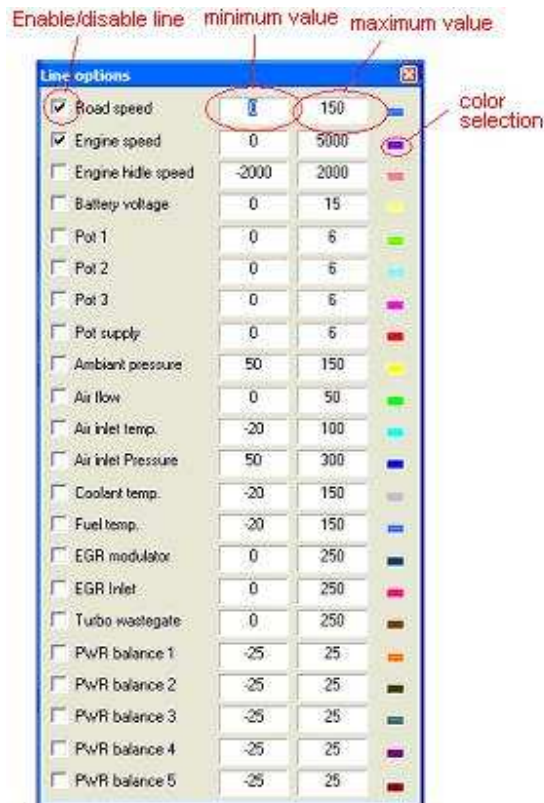 Enable/disable line minimum value maximum value
Line options
Road speed 0 150
color
selection
Engine speed 0 5000
Engine hidle speed -2000 2000
Battery voltage 0 15
Pot 1 0 6
Pot 2 0 6
Pot 3 0 6
Pot supply 0 6
Ambiant pressure 50 150
Air flow 0 50
Air inlet temp. -20 100
Air inlet Pressure 50 300
Coolant temp. -20 150
Fuel temp. -20 150
EGR modulator 0 250
EGR Inlet 0 250
Turbo wastegate 0 250
PWR balance 1 -25 25
PWR balance 2 -25 25
PWR balance 3 -25 25
PWR balance 4 -25 25
PWR balance 5 -25 25